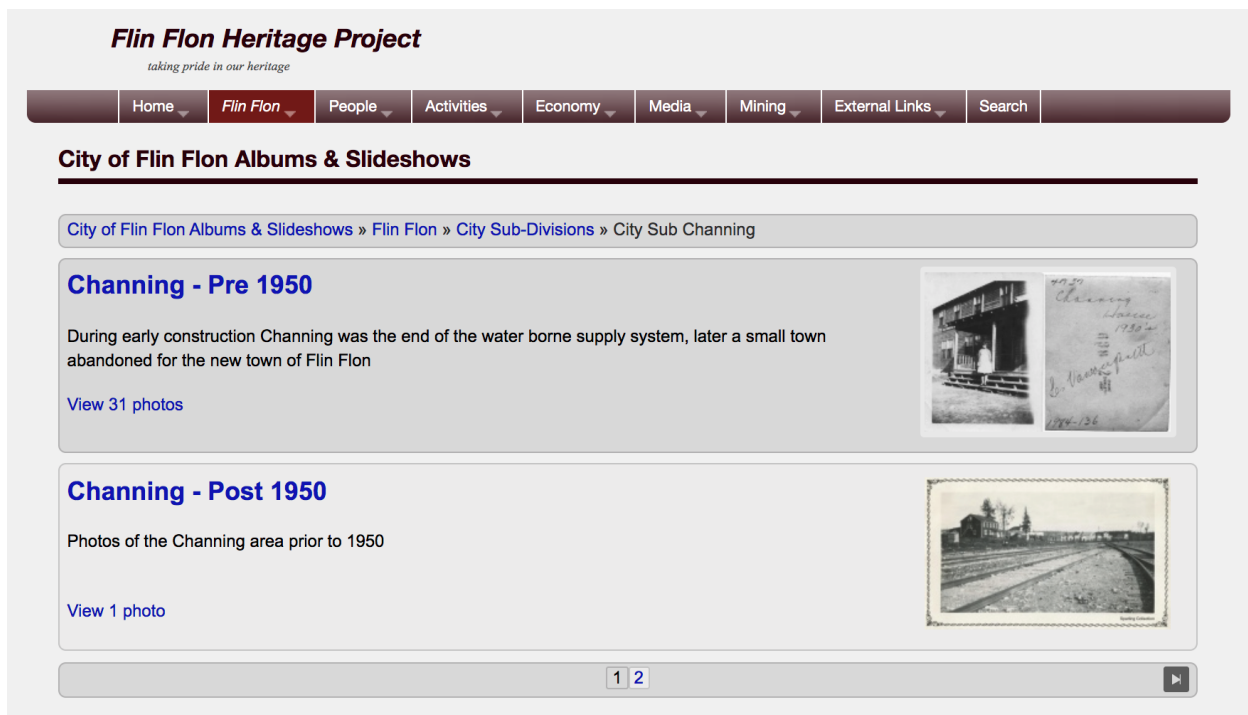 Flin Flon Heritage Project
taking pride in our heritage
Home Flin Flon People Activities Economy Media Mining External Links Search
City of Flin Flon Albums & Slideshows
City of Flin Flon Albums & Slideshows » Flin Flon » City Sub-Divisions » City Sub Channing
Channing - Pre 1950
During early construction Channing was the end of the water borne supply system, later a small town
abandoned for the new town of Flin Flon
View 31 photos
Channing
1930's
1984-136
Channing - Post 1950
Photos of the Channing area prior to 1950
View 1 photo
1 2